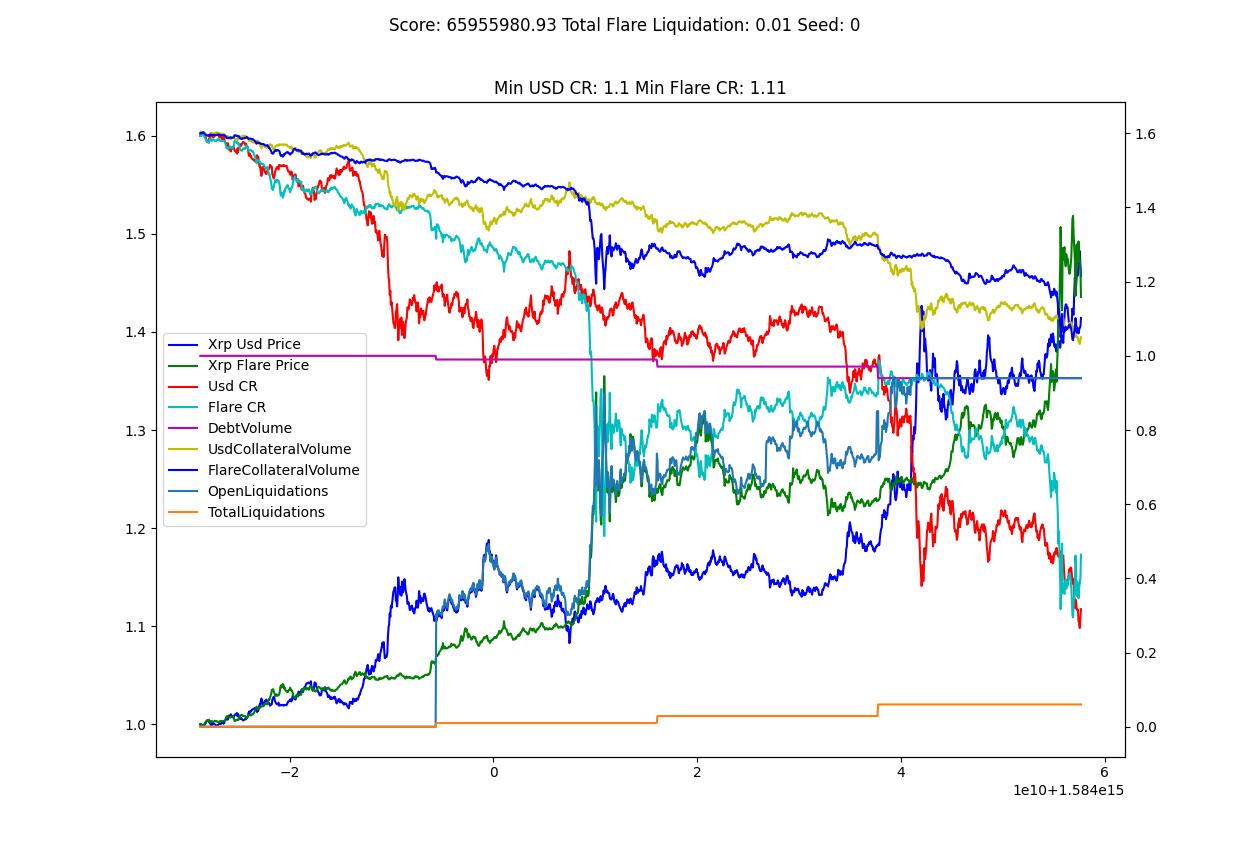 Score: 65955980.93 Total Flare Liquidation: 0.01 Seed: 0
Min USD CR: 1.1 Min Flare CR: 1.11
1.6
1.5
1.4
1.3
1.2
1.1
1.0
Xrp Usd Price
Xrp Flare Price
Usd CR
Flare CR
DebtVolume
UsdCollateralVolume
FlareCollateralVolume
OpenLiquidations
TotalLiquidations
1.6
1.4
1.2
1.0
0.8
0.6
0.4
0.2
0.0
−2 0 2 4 6
1e10+1.584e15